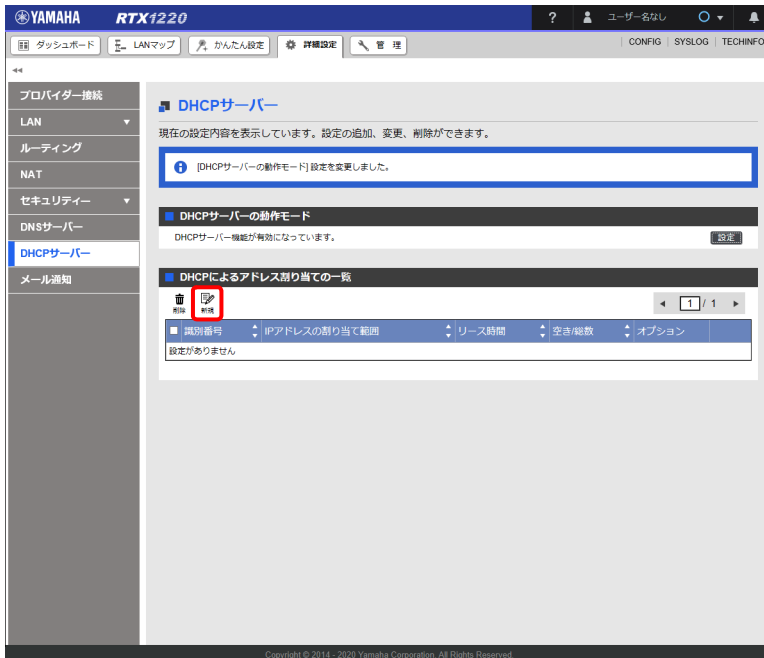 YAMAHA RTX1220 ? ユーザー名なし
ダッシュボード LANマップ かんたん設定 詳細設定 管理 CONFIG SYSLOG TECHINFO
プロバイダー接続
LAN
ルーティング
NAT
セキュリティー
DNSサーバー
DHCPサーバー
メール通知
DHCPサーバー
現在の設定内容を表示しています。設定の追加、変更、削除ができます。
[DHCPサーバーの動作モード] 設定を変更しました。
DHCPサーバーの動作モード
DHCPサーバー機能が有効になっています。 設定
DHCPによるアドレス割り当ての一覧
削除 新規 1 / 1
識別番号 IPアドレスの割り当て範囲 リース時間 空き/総数 オプション
設定がありません
Copyright © 2014 - 2020 Yamaha Corporation. All Rights Reserved.